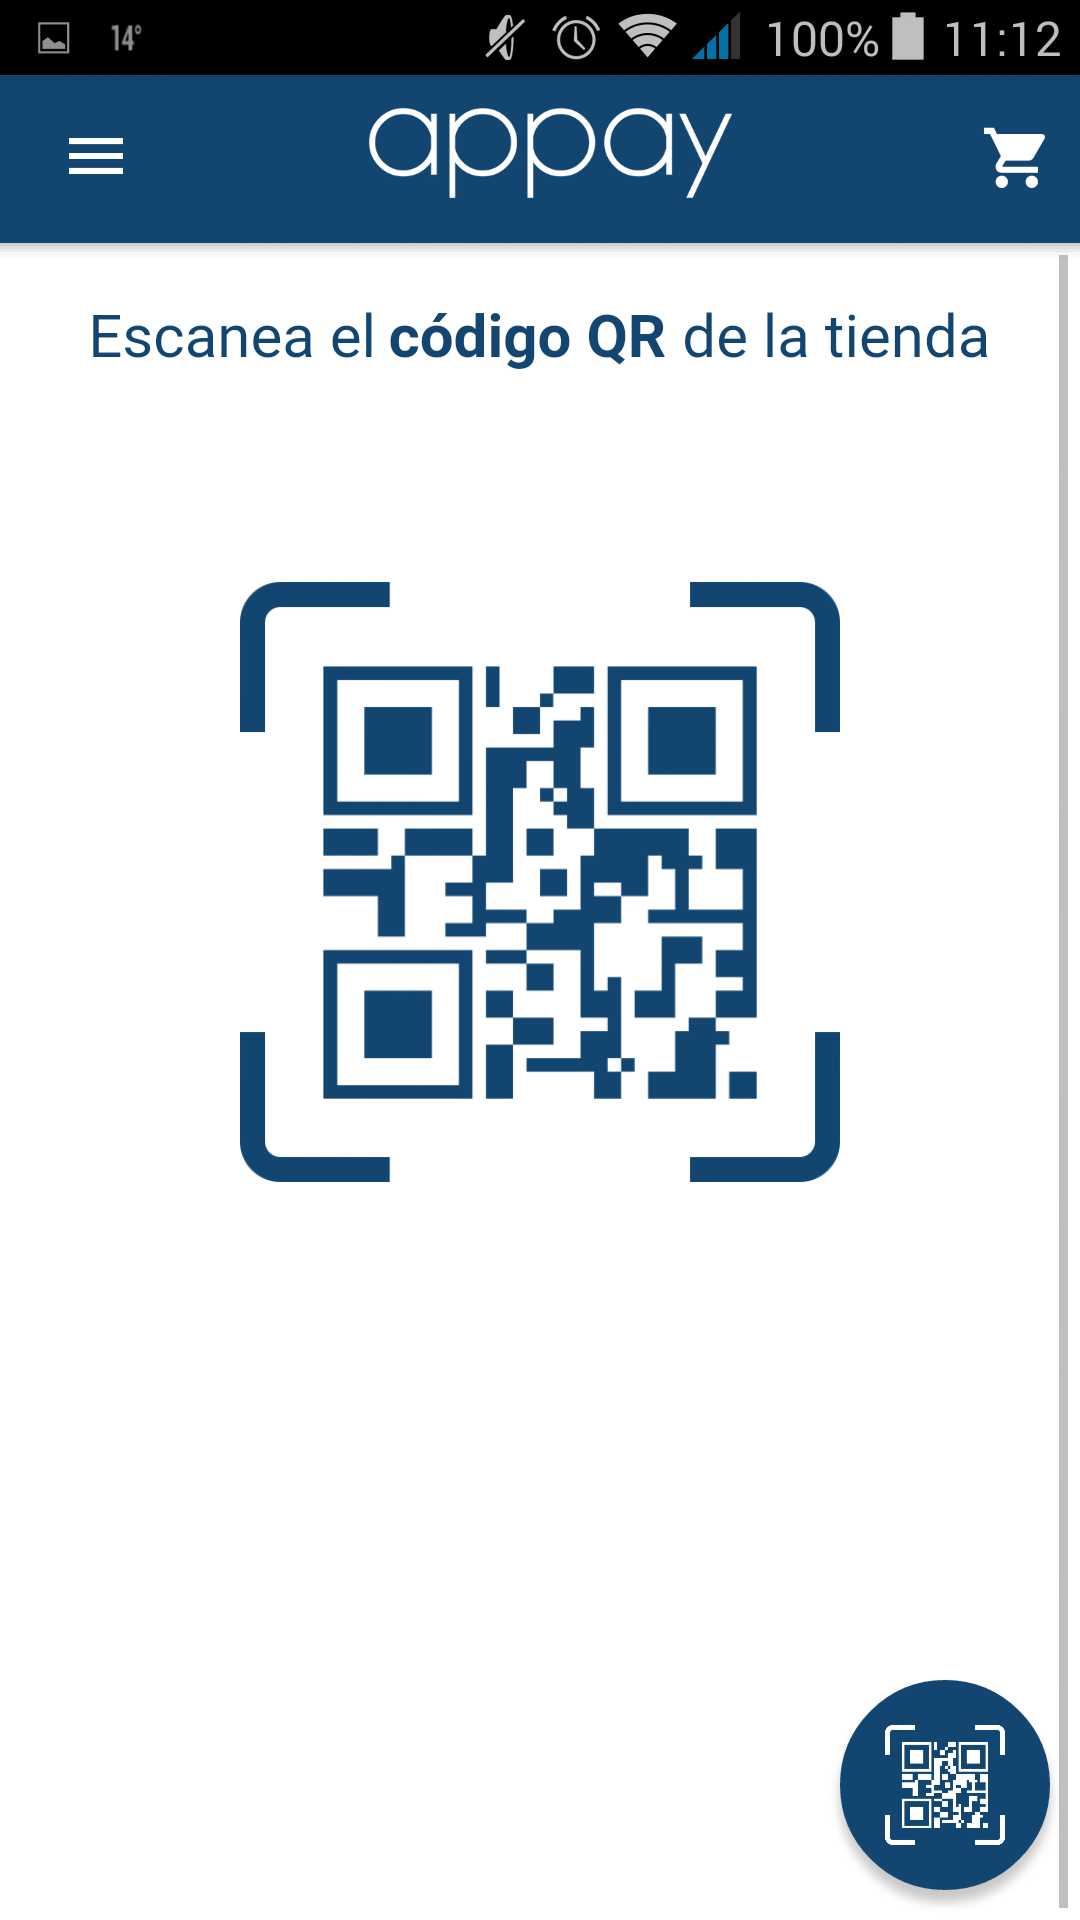 14° 100% 11:12
appay
Escanea el código QR de la tienda